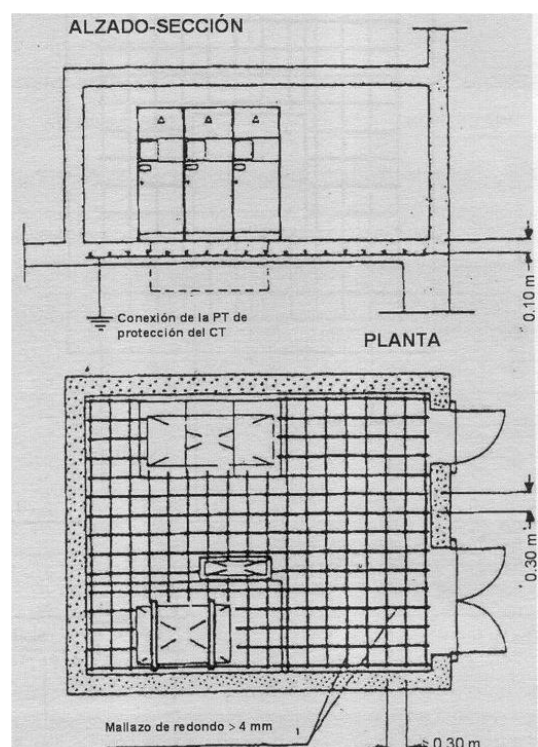 ALZADO-SECCIÓN
0.10 m
Conexión de la PT de
protección del CT
PLANTA
0.30 m
Mallazo de redondo > 4 mm
0.30 m